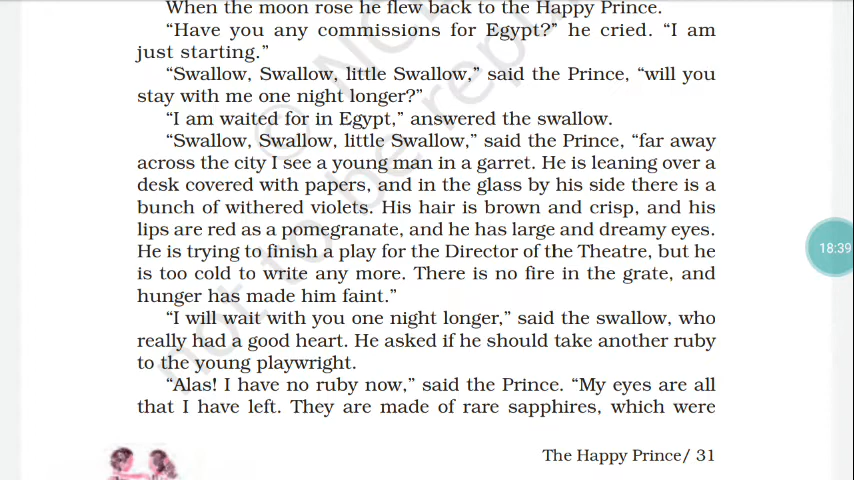 When the moon rose he flew back to the Happy Prince.
“Have you any commissions for Egypt?” he cried. “I am
just starting.”
“Swallow, Swallow, little Swallow,” said the Prince, “will you
stay with me one night longer?”
“I am waited for in Egypt,” answered the swallow.
“Swallow, Swallow, little Swallow,” said the Prince, “far away
across the city I see a young man in a garret. He is leaning over a
desk covered with papers, and in the glass by his side there is a
bunch of withered violets. His hair is brown and crisp, and his
lips are red as a pomegranate, and he has large and dreamy eyes.
He is trying to finish a play for the Director of the Theatre, but he
is too cold to write any more. There is no fire in the grate, and
hunger has made him faint.”
“I will wait with you one night longer,” said the swallow, who
really had a good heart. He asked if he should take another ruby
to the young playwright.
“Alas! I have no ruby now,” said the Prince. “My eyes are all
that I have left. They are made of rare sapphires, which were
The Happy Prince/ 31
18:39
not to be republ